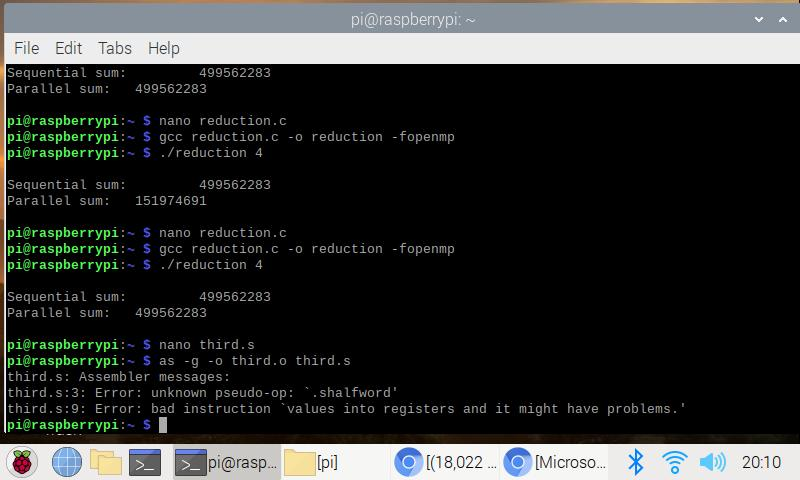 pi@raspberrypi: ~
File Edit Tabs Help
Sequential sum: 499562283
Parallel sum: 499562283
pi@raspberrypi:~ $ nano reduction.c
pi@raspberrypi:~ $ gcc reduction.c -o reduction -fopenmp
pi@raspberrypi:~ $ ./reduction 4
Sequential sum: 499562283
Parallel sum: 151974691
pi@raspberrypi:~ $ nano reduction.c
pi@raspberrypi:~ $ gcc reduction.c -o reduction -fopenmp
pi@raspberrypi:~ $ ./reduction 4
Sequential sum: 499562283
Parallel sum: 499562283
pi@raspberrypi:~ $ nano third.s
pi@raspberrypi:~ $ as -g -o third.o third.s
third.s: Assembler messages:
third.s:3: Error: unknown pseudo-op: `.shalfword'
third.s:9: Error: bad instruction `values into registers and it might have problems.'
pi@raspberrypi:~ $
pi@rasp... [pi] [(18,022 ... [Microso... 20:10